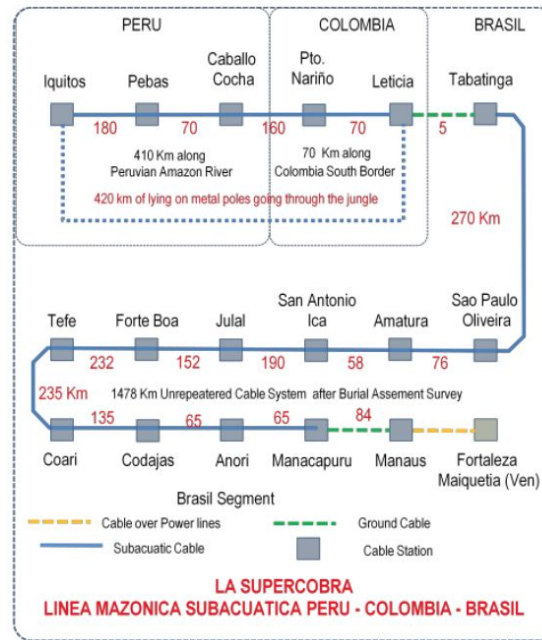 PERU
COLOMBIA
BRASIL
Iquitos
Pebas
Caballo
Cocha
Pto.
Nariño
Leticia
Tabatinga
180
70
160
70
5
410 Km along
Peruvian Amazon River
70 Km along
Colombia South Border
420 km of lying on metal poles going through the jungle
270 Km
Tefe
Forte Boa
Julal
San Antonio
Ica
Amatura
Sao Paulo
Oliveira
232
152
190
58
76
235 Km
1478 Km Unrepeatered Cable System after Burial Assement Survey
135
65
65
84
Coari
Codajas
Anori
Manacapuru
Manaus
Fortaleza
Maiquetia (Ven)
Brasil Segment
Cable over Power lines
Ground Cable
Subacuatic Cable
Cable Station
LA SUPERCOBRA
LINEA MAZONICA SUBACUATICA PERU - COLOMBIA - BRASIL